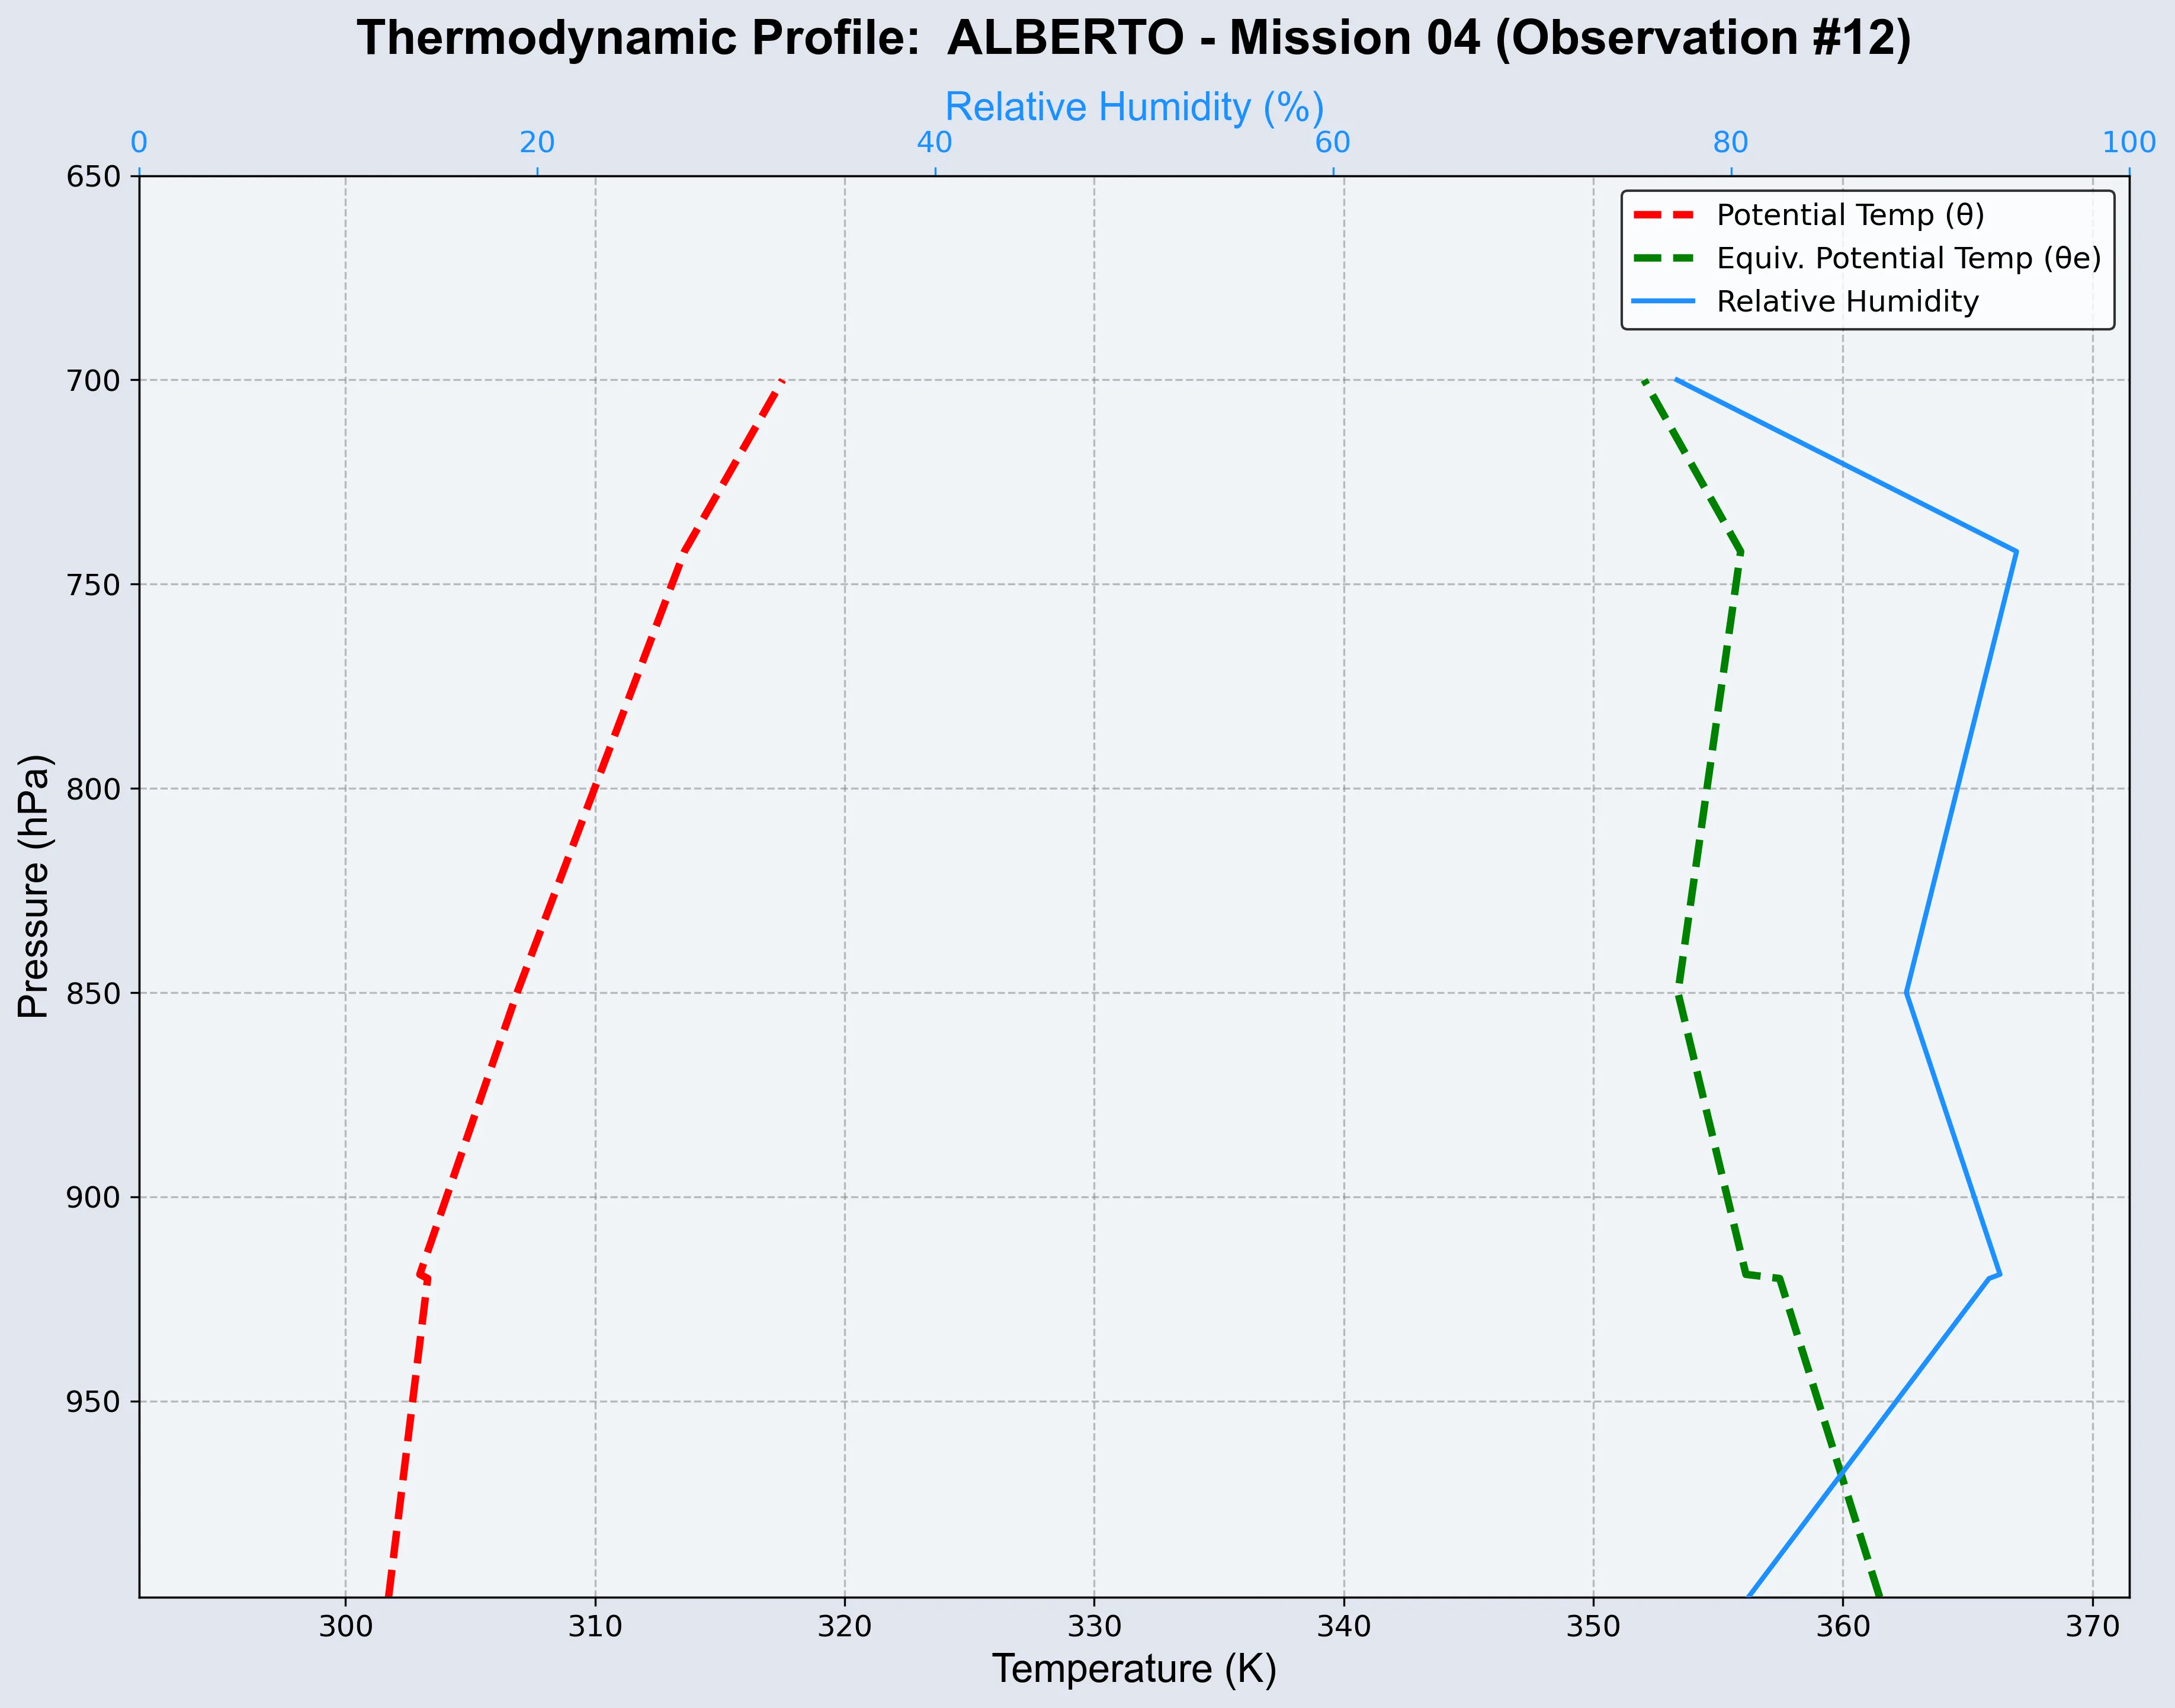 Thermodynamic Profile:  ALBERTO - Mission 04 (Observation #12)
Relative Humidity (%)
0 20 40 60 80 100
Potential Temp (θ)
Equiv. Potential Temp (θe)
Relative Humidity
Pressure (hPa)
650
700
750
800
850
900
950
300 310 320 330 340 350 360 370
Temperature (K)